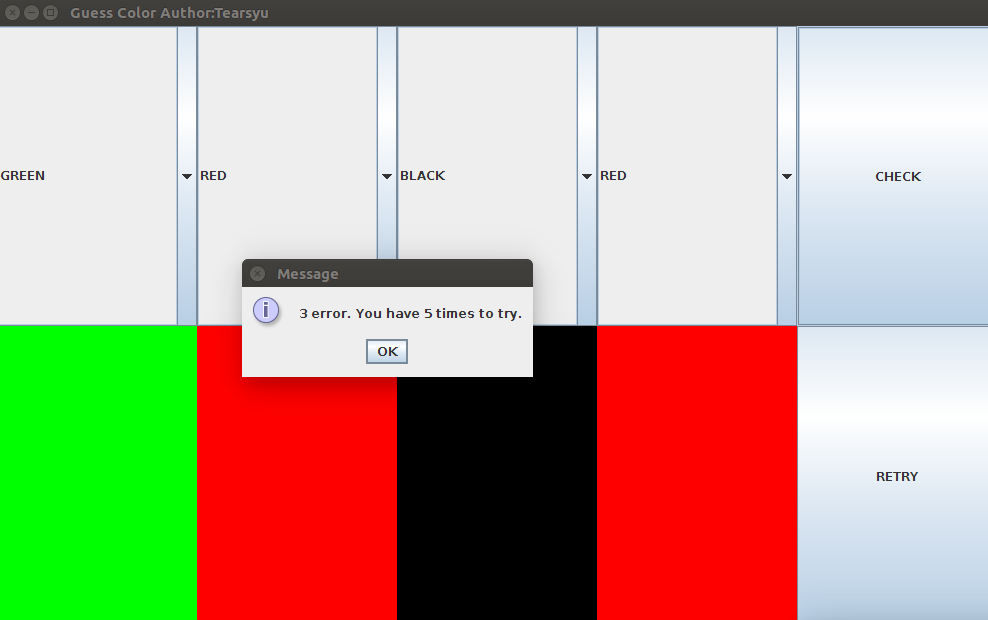 Guess Color Author:Tearsyu
GREEN
RED
BLACK
RED
CHECK
Message
3 error. You have 5 times to try.
OK
RETRY